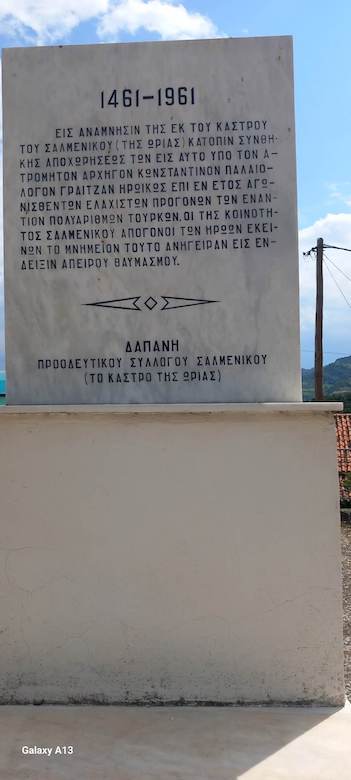 1461-1961
ΕΙΣ ΑΝΑΜΝΗΣΙΝ ΤΗΣ ΕΚ ΤΟΥ ΚΑΣΤΡΟΥ
ΤΟΥ ΣΑΛΜΕΝΙΚΟΥ (ΤΗΣ ΩΡΙΑΣ) ΚΑΤΟΠΙΝ ΣΥΝΘΗ-
ΚΗΣ ΑΠΟΧΩΡΗΣΕΩΣ ΤΩΝ ΕΙΣ ΑΥΤΟ ΥΠΟ ΤΟΝ Α-
ΤΡΟΜΗΤΟΝ ΑΡΧΗΓΟΝ ΚΩΝΣΤΑΝΤΙΝΟΝ ΠΑΛΑΙΟ-
ΛΟΓΟΝ ΓΡΑΙΤΖΑΝ ΗΡΩΙΚΩΣ ΕΠΙ ΕΝ ΕΤΟΣ ΑΓΩ-
ΝΙΣΘΕΝΤΩΝ ΕΛΑΧΙΣΤΩΝ ΠΡΟΓΟΝΩΝ ΤΩΝ ΕΝΑΝ-
ΤΙΟΝ ΠΟΛΥΑΡΙΘΜΩΝ ΤΟΥΡΚΩΝ. ΟΙ ΤΗΣ ΚΟΙΝΟΤΗ-
ΤΟΣ ΣΑΛΜΕΝΙΚΟΥ ΑΠΟΓΟΝΟΙ ΤΩΝ ΗΡΩΩΝ ΕΚΕΙ-
ΝΩΝ ΤΟ ΜΝΗΜΕΙΟΝ ΤΟΥΤΟ ΑΝΗΓΕΙΡΑΝ ΕΙΣ ΕΝ-
ΔΕΙΞΙΝ ΑΠΕΙΡΟΥ ΘΑΥΜΑΣΜΟΥ.
ΔΑΠΑΝΗ
ΠΡΟΟΔΕΥΤΙΚΟΥ ΣΥΛΛΟΓΟΥ ΣΑΛΜΕΝΙΚΟΥ
(ΤΟ ΚΑΣΤΡΟ ΤΗΣ ΩΡΙΑΣ)
Galaxy A13